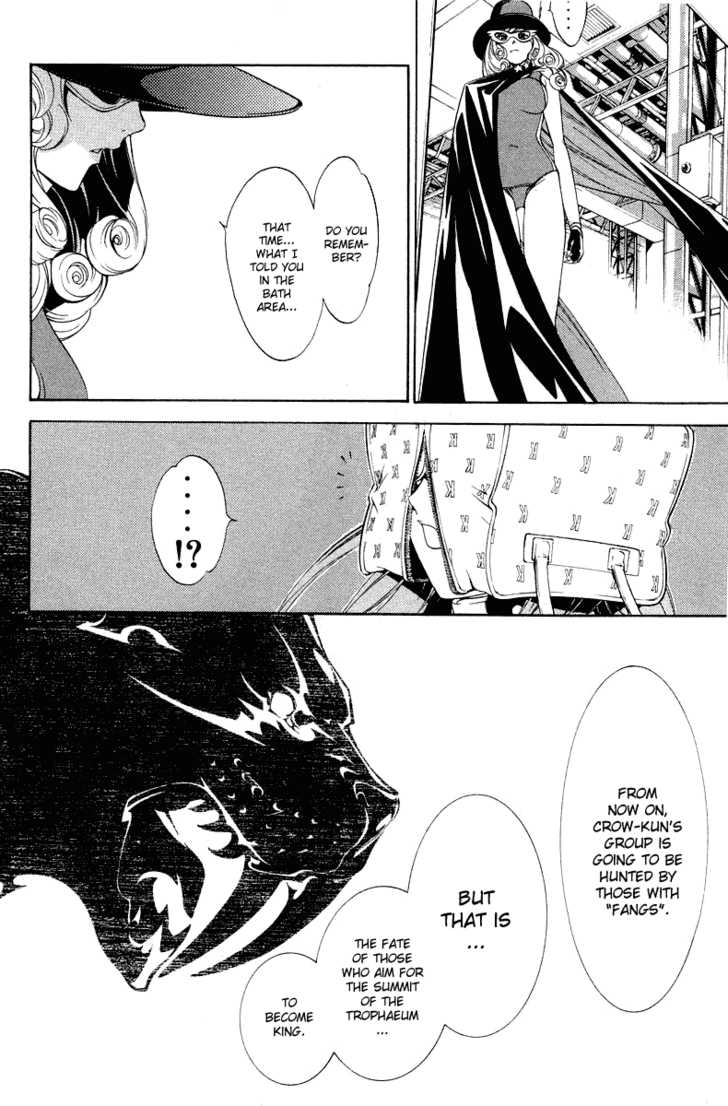 ...
DO YOU
REMEM-
BER?
THAT
TIME...
WHAT I
TOLD YOU
IN THE
BATH
AREA...
....
!?
K K K K K K K K K K K K K K K K K K K K K K
FROM
NOW ON,
CROW-KUN'S
GROUP IS
GOING TO BE
HUNTED BY
THOSE WITH
"FANGS".
BUT
THAT IS
...
THE FATE
OF THOSE
WHO AIM FOR
THE SUMMIT
OF THE
TROPHAEUM
...
TO
BECOME
KING.